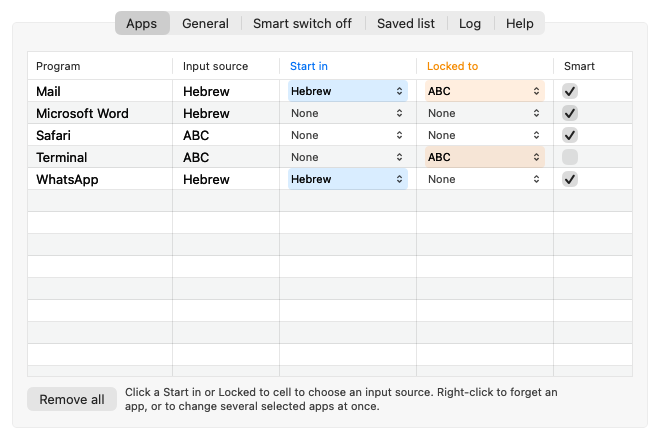 Apps General Smart switch off Saved list Log Help
Program Input source Start in Locked to Smart
Mail Hebrew Hebrew ABC
Microsoft Word Hebrew None None
Safari ABC None None
Terminal ABC None ABC
WhatsApp Hebrew Hebrew None
Remove all
Click a Start in or Locked to cell to choose an input source. Right-click to forget an
app, or to change several selected apps at once.